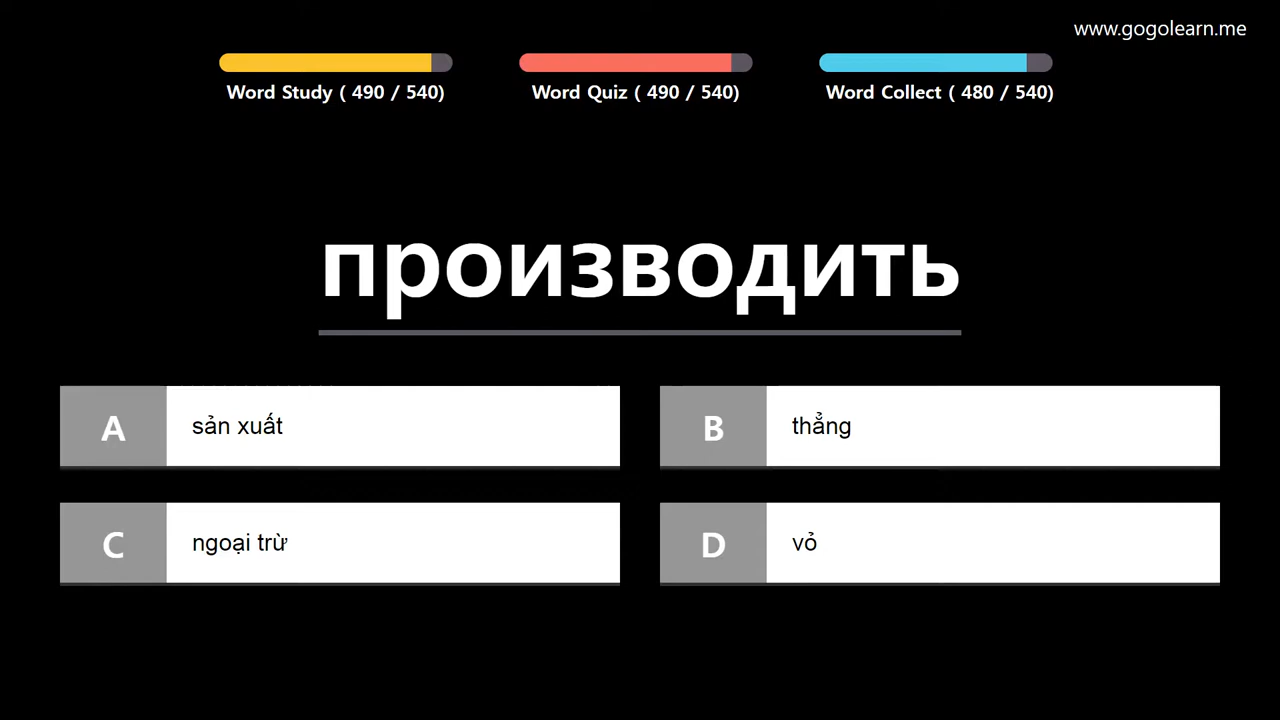 www.gogolearn.me
Word Study ( 490 / 540)
Word Quiz ( 490 / 540)
Word Collect ( 480 / 540)
производить
A
sản xuất
B
thẳng
C
ngoại trừ
D
vỏ